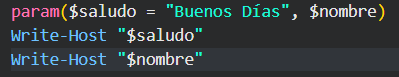 param($saludo = "Buenos Días", $nombre)
Write-Host "$saludo"
Write-Host "$nombre"